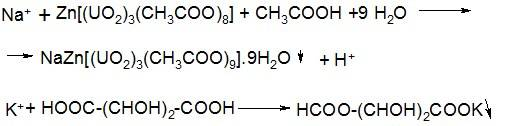 Na⁺ + Zn[(UO₂)₃(CH₃COO)₈] + CH₃COOH +9 H₂O ⟶
⟶ NaZn[(UO₂)₃(CH₃COO)₉].9H₂O ↓ + H⁺
K⁺+ HOOC-(CHOH)₂-COOH ⟶ HCOO-(CHOH)₂COOK↓